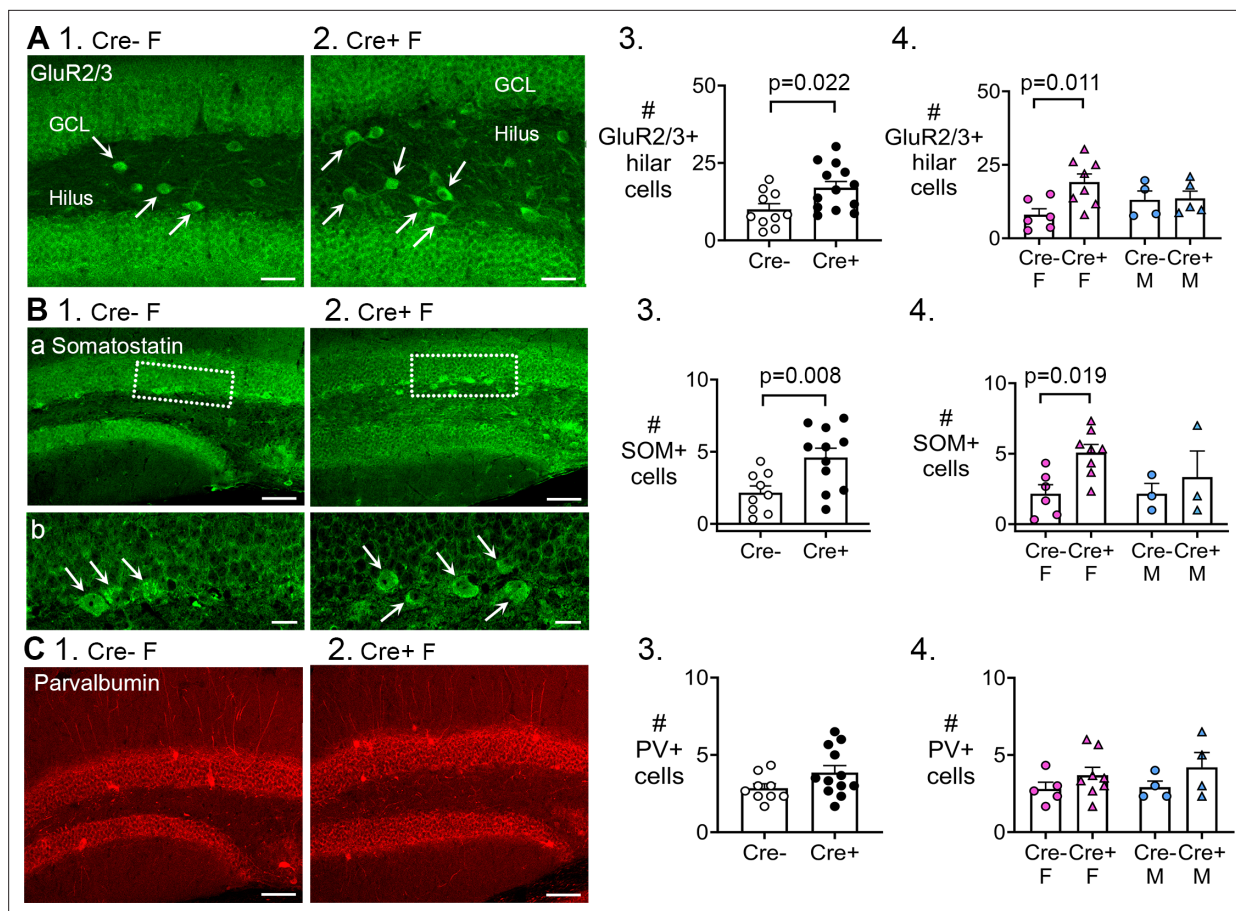 A 1. Cre- F
2. Cre+ F
3.
4.
GluR2/3
GCL
Hilus
GCL
Hilus
p=0.022
#
GluR2/3+
hilar
cells
50
25
0
Cre- Cre+
p=0.011
#
GluR2/3+
hilar
cells
50
25
0
Cre- Cre+ Cre- Cre+
F F M M
B 1. Cre- F
2. Cre+ F
3.
4.
a Somatostatin
b
p=0.008
#
SOM+
cells
10
5
0
Cre- Cre+
p=0.019
#
SOM+
cells
10
5
0
Cre- Cre+ Cre- Cre+
F F M M
C 1. Cre- F
2. Cre+ F
3.
4.
Parvalbumin
#
PV+
cells
10
5
0
Cre- Cre+
#
PV+
cells
10
5
0
Cre- Cre+ Cre- Cre+
F F M M